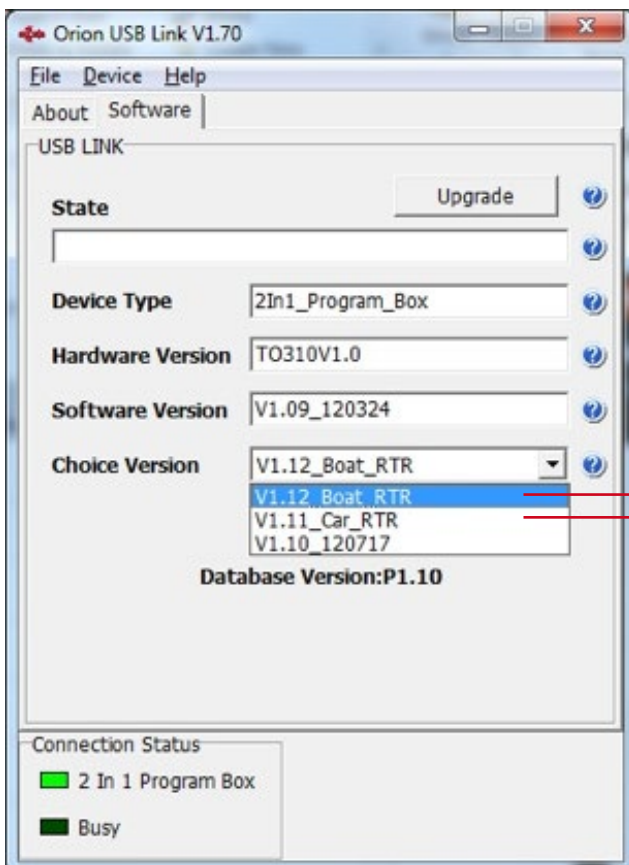 Orion USB Link V1.70
File Device Help
About Software
USB LINK
State Upgrade
Device Type 2In1_Program_Box
Hardware Version TO310V1.0
Software Version V1.09_120324
Choice Version V1.12_Boat_RTR
V1.12_Boat_RTR
V1.11_Car_RTR
V1.10_120717
Database Version:P1.10
Connection Status
2 In 1 Program Box
Busy